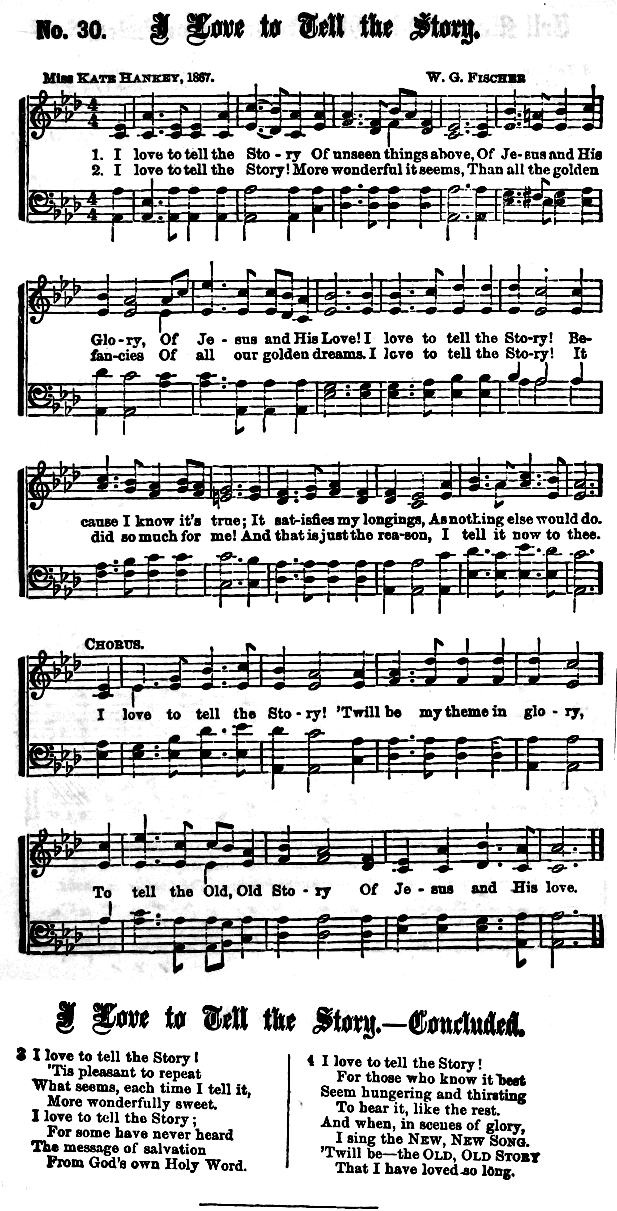 No. 30. I Love to Tell the Story.
Miss KATE HANKEY, 1867. W. G. FISCHER
1. I love to tell the Sto - ry Of unseen things above, Of Je - sus and His
2. I love to tell the Story! More wonderful it seems, Than all the golden
Glo - ry, Of Je - sus and His Love! I love to tell the Sto-ry! Be-
fan-cies Of all our golden dreams. I love to tell the Sto-ry! It
cause I know it's true; It sat-isfies my longings, As nothing else would do.
did so much for me! And that is just the rea-son, I tell it now to thee.
CHORUS.
I love to tell the Sto - ry! 'Twill be my theme in glo - ry,
To tell the Old, Old Sto - ry Of Je - sus and His love.
I Love to Tell the Story.—Concluded.
3 I love to tell the Story!
'Tis pleasant to repeat
What seems, each time I tell it,
More wonderfully sweet.
I love to tell the Story;
For some have never heard
The message of salvation
From God's own Holy Word.
4 I love to tell the Story!
For those who know it best
Seem hungering and thirsting
To hear it, like the rest.
And when, in scenes of glory,
I sing the NEW, NEW SONG.
'Twill be—the OLD, OLD STORY
That I have loved so long.